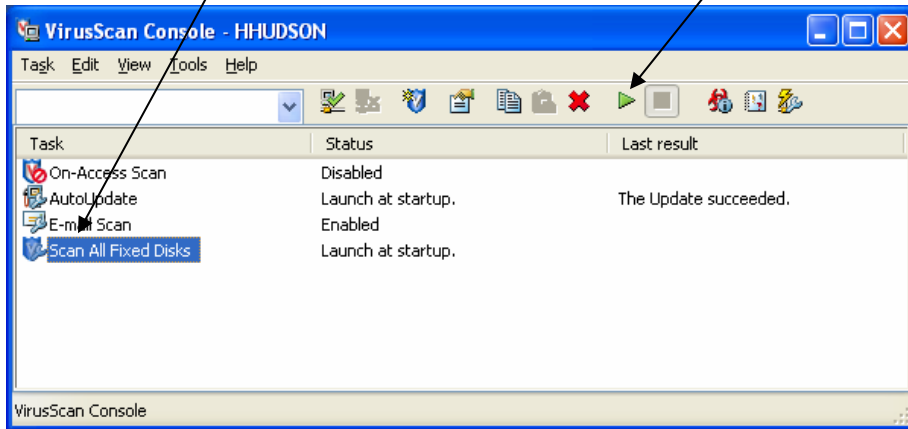 VirusScan Console - HHUDSON
Task Edit View Tools Help
Task Status Last result
On-Access Scan Disabled
AutoUpdate Launch at startup. The Update succeeded.
E-mail Scan Enabled
Scan All Fixed Disks Launch at startup.
VirusScan Console